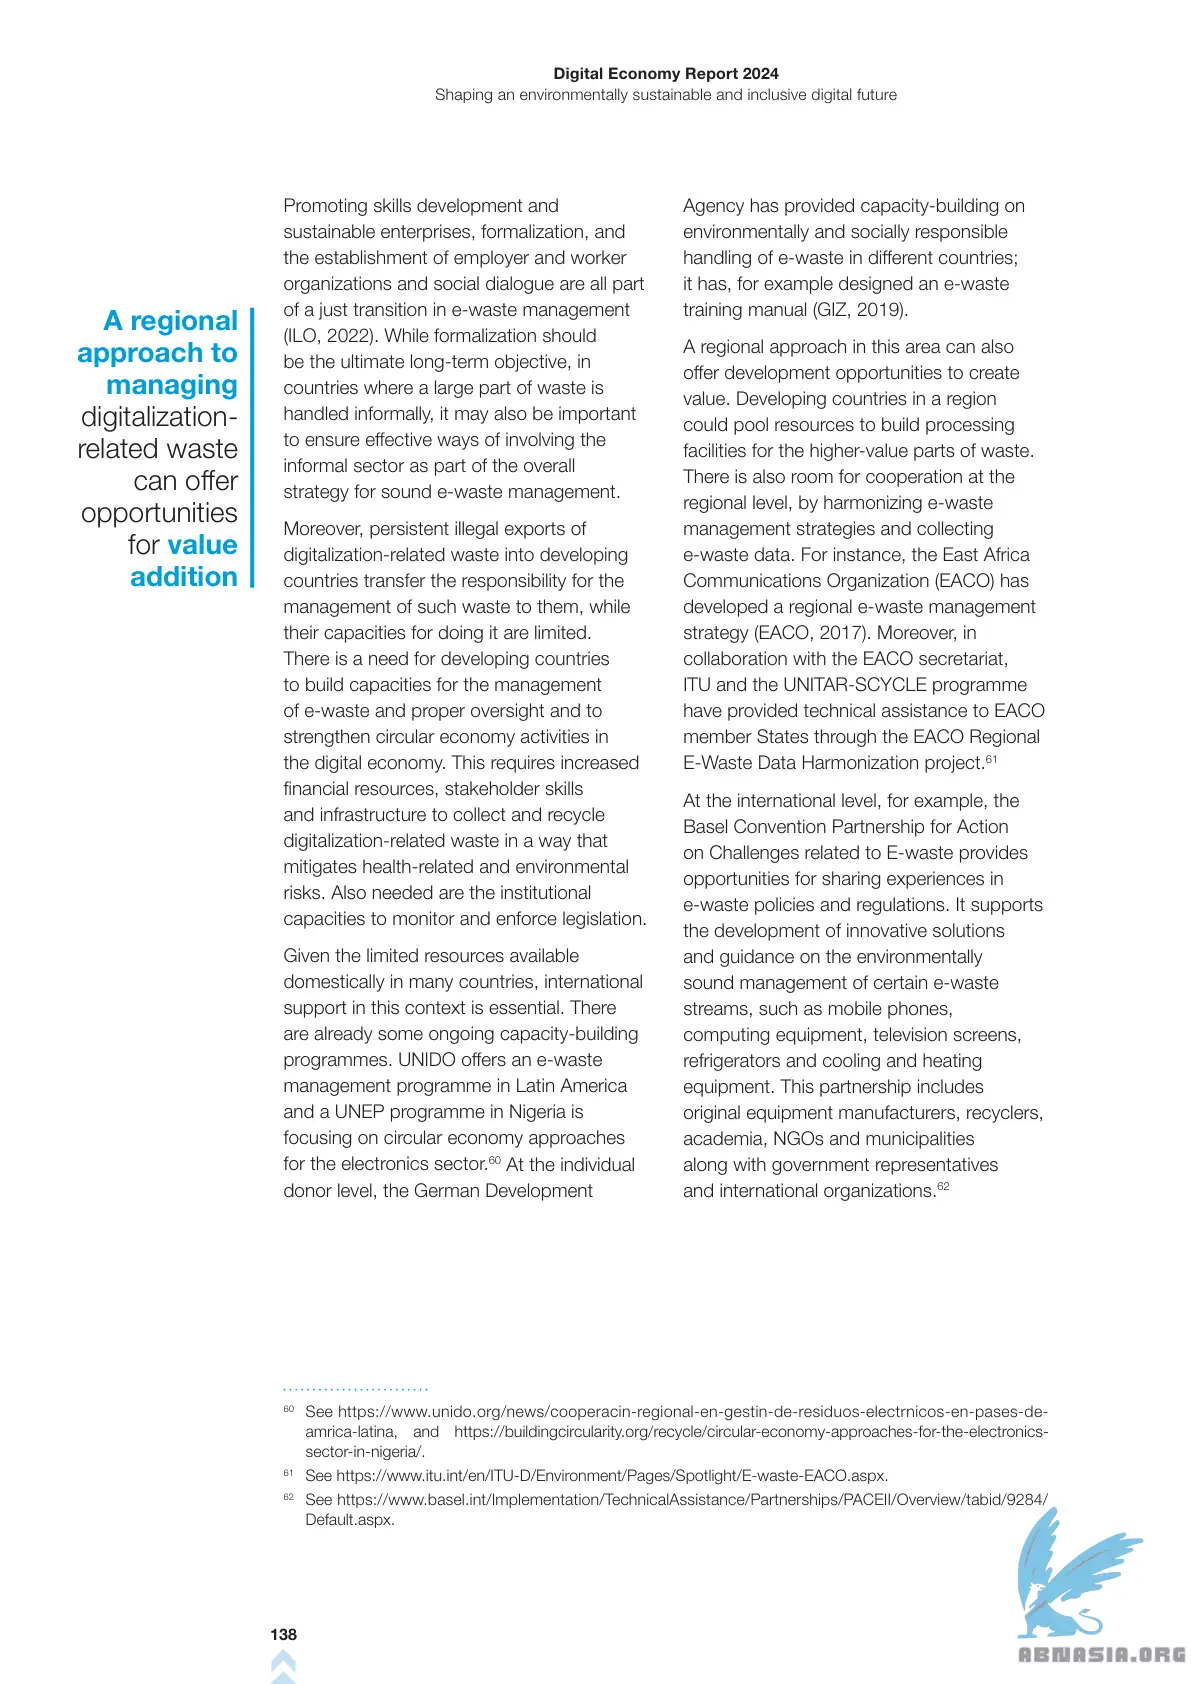 Digital Economy Report 2024
Shaping an environmentally sustainable and inclusive digital future
A regional
approach to
managing
digitalization-
related waste
can offer
opportunities
for value
addition
Promoting skills development and
sustainable enterprises, formalization, and
the establishment of employer and worker
organizations and social dialogue are all part
of a just transition in e-waste management
(ILO, 2022). While formalization should
be the ultimate long-term objective, in
countries where a large part of waste is
handled informally, it may also be important
to ensure effective ways of involving the
informal sector as part of the overall
strategy for sound e-waste management.
Moreover, persistent illegal exports of
digitalization-related waste into developing
countries transfer the responsibility for the
management of such waste to them, while
their capacities for doing it are limited.
There is a need for developing countries
to build capacities for the management
of e-waste and proper oversight and to
strengthen circular economy activities in
the digital economy. This requires increased
financial resources, stakeholder skills
and infrastructure to collect and recycle
digitalization-related waste in a way that
mitigates health-related and environmental
risks. Also needed are the institutional
capacities to monitor and enforce legislation.
Given the limited resources available
domestically in many countries, international
support in this context is essential. There
are already some ongoing capacity-building
programmes. UNIDO offers an e-waste
management programme in Latin America
and a UNEP programme in Nigeria is
focusing on circular economy approaches
for the electronics sector.60 At the individual
donor level, the German Development
Agency has provided capacity-building on
environmentally and socially responsible
handling of e-waste in different countries;
it has, for example designed an e-waste
training manual (GIZ, 2019).
A regional approach in this area can also
offer development opportunities to create
value. Developing countries in a region
could pool resources to build processing
facilities for the higher-value parts of waste.
There is also room for cooperation at the
regional level, by harmonizing e-waste
management strategies and collecting
e-waste data. For instance, the East Africa
Communications Organization (EACO) has
developed a regional e-waste management
strategy (EACO, 2017). Moreover, in
collaboration with the EACO secretariat,
ITU and the UNITAR-SCYCLE programme
have provided technical assistance to EACO
member States through the EACO Regional
E-Waste Data Harmonization project.61
At the international level, for example, the
Basel Convention Partnership for Action
on Challenges related to E-waste provides
opportunities for sharing experiences in
e-waste policies and regulations. It supports
the development of innovative solutions
and guidance on the environmentally
sound management of certain e-waste
streams, such as mobile phones,
computing equipment, television screens,
refrigerators and cooling and heating
equipment. This partnership includes
original equipment manufacturers, recyclers,
academia, NGOs and municipalities
along with government representatives
and international organizations.62
60 See https://www.unido.org/news/cooperacin-regional-en-gestin-de-residuos-electrnicos-en-pases-de-
amrica-latina, and https://buildingcircularity.org/recycle/circular-economy-approaches-for-the-electronics-
sector-in-nigeria/.
61 See https://www.itu.int/en/ITU-D/Environment/Pages/Spotlight/E-waste-EACO.aspx.
62 See https://www.basel.int/Implementation/TechnicalAssistance/Partnerships/PACEII/Overview/tabid/9284/
Default.aspx.
138
ABNASIA.ORG